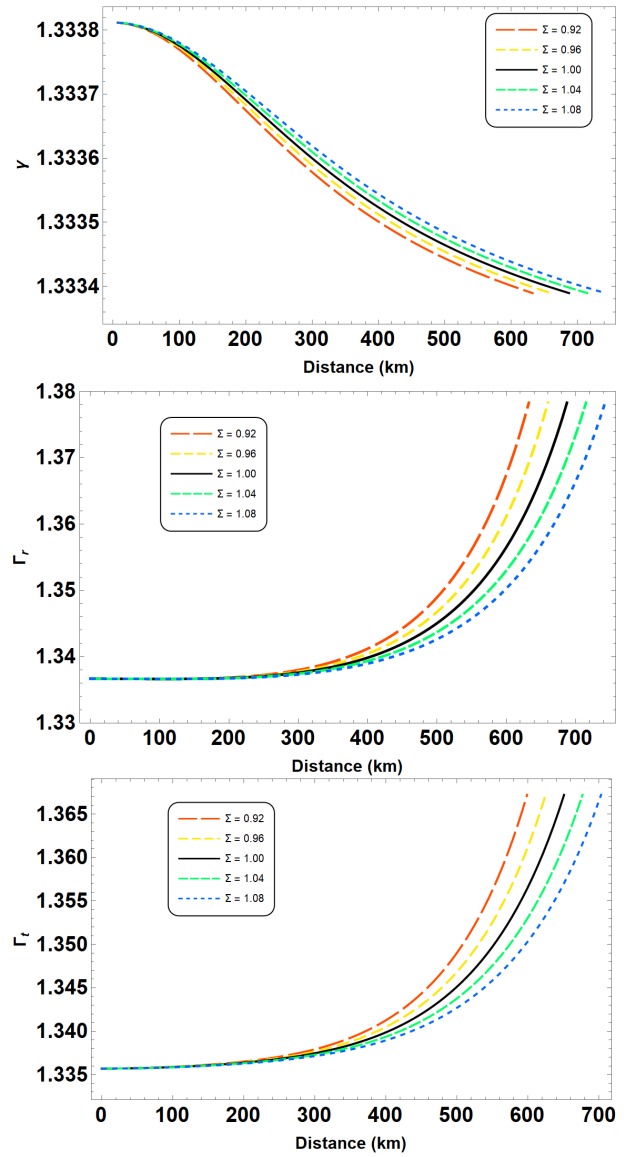 1.3338
1.3337
1.3336
1.3335
1.3334
γ
Σ = 0.92
Σ = 0.96
Σ = 1.00
Σ = 1.04
Σ = 1.08
0 100 200 300 400 500 600 700
Distance (km)
1.38
1.37
1.36
1.35
1.34
1.33
Γr
Σ = 0.92
Σ = 0.96
Σ = 1.00
Σ = 1.04
Σ = 1.08
0 100 200 300 400 500 600 700
Distance (km)
1.365
1.360
1.355
1.350
1.345
1.340
1.335
Γt
Σ = 0.92
Σ = 0.96
Σ = 1.00
Σ = 1.04
Σ = 1.08
0 100 200 300 400 500 600 700
Distance (km)